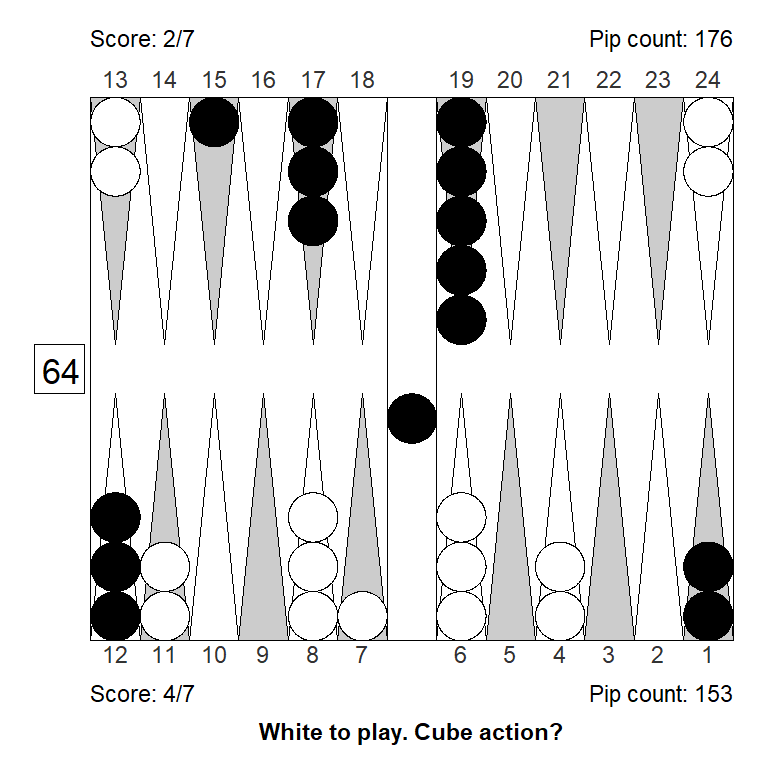 Score: 2/7 Pip count: 176
13 14 15 16 17 18 19 20 21 22 23 24
64
12 11 10 9 8 7 6 5 4 3 2 1
Score: 4/7 Pip count: 153
White to play. Cube action?